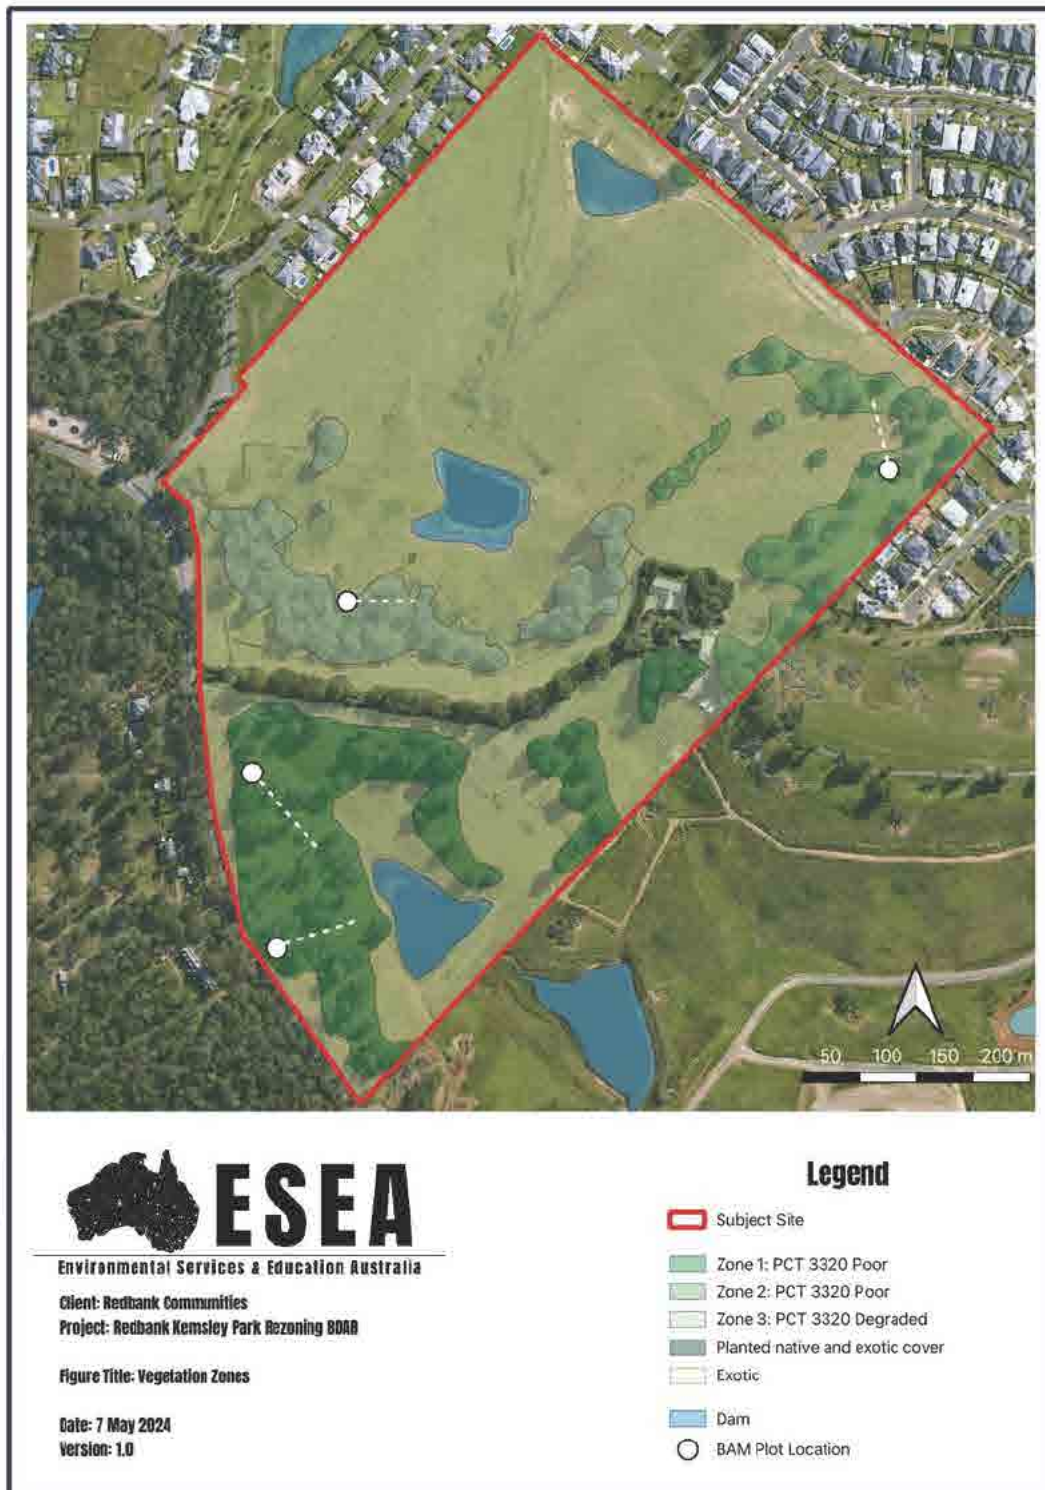 50 100 150 200 m
ESEA
Environmental Services & Education Australia
Client: Redbank Communities
Project: Redbank Kemsley Park Rezoning BDAR
Figure Title: Vegetation Zones
Date: 7 May 2024
Version: 1.0
Legend
Subject Site
Zone 1: PCT 3320 Poor
Zone 2: PCT 3320 Poor
Zone 3: PCT 3320 Degraded
Planted native and exotic cover
Exotic
Dam
BAM Plot Location